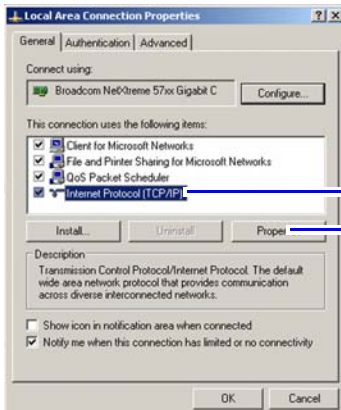 Local Area Connection Properties
General Authentication Advanced
Connect using:
Broadcom NetXtreme 57xx Gigabit C Configure...
This connection uses the following items:
Client for Microsoft Networks
File and Printer Sharing for Microsoft Networks
QoS Packet Scheduler
Internet Protocol (TCP/IP)
Install... Uninstall Proper
Description
Transmission Control Protocol/Internet Protocol. The default
wide area network protocol that provides communication
across diverse interconnected networks.
Show icon in notification area when connected
Notify me when this connection has limited or no connectivity
OK Cancel